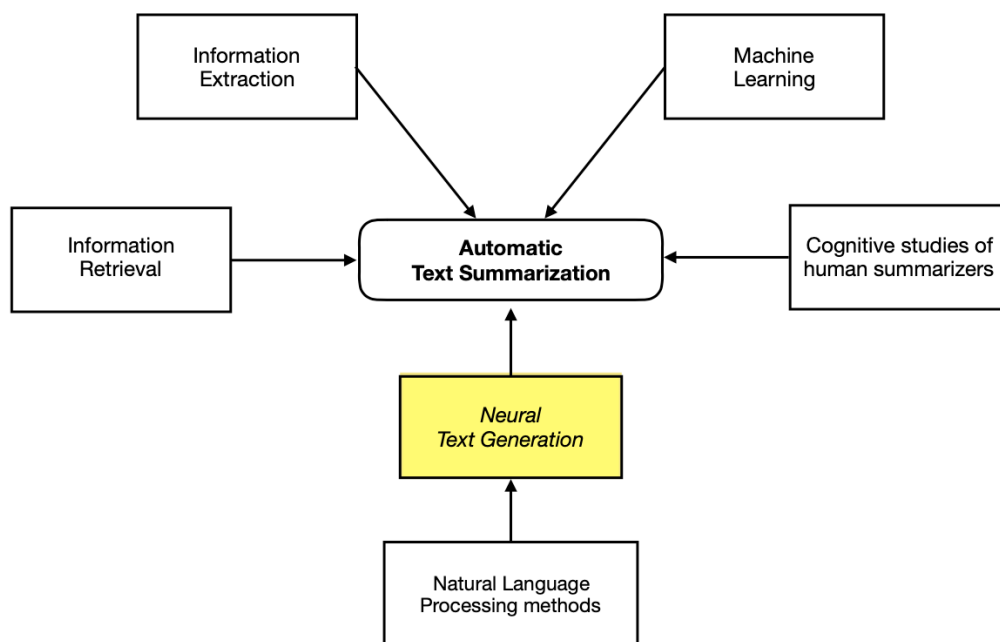 Information
Extraction
Machine
Learning
Information
Retrieval
Automatic
Text Summarization
Cognitive studies of
human summarizers
Neural
Text Generation
Natural Language
Processing methods